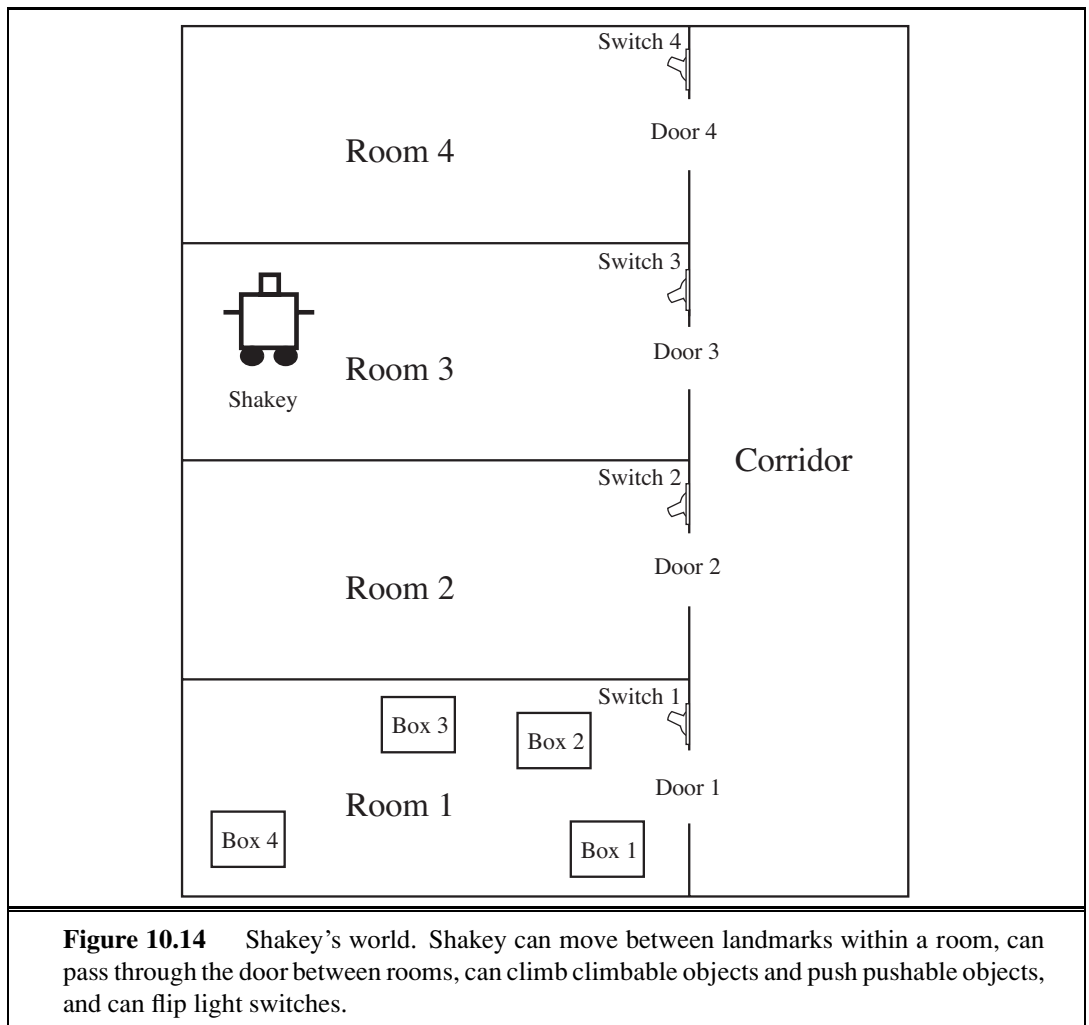 Switch 4
Door 4
Room 4
Switch 3
Door 3
Room 3
Shakey
Corridor
Switch 2
Door 2
Room 2
Switch 1
Box 3
Box 2
Door 1
Room 1
Box 4
Box 1
Figure 10.14 Shakey's world. Shakey can move between landmarks within a room, can
pass through the door between rooms, can climb climbable objects and push pushable objects,
and can flip light switches.